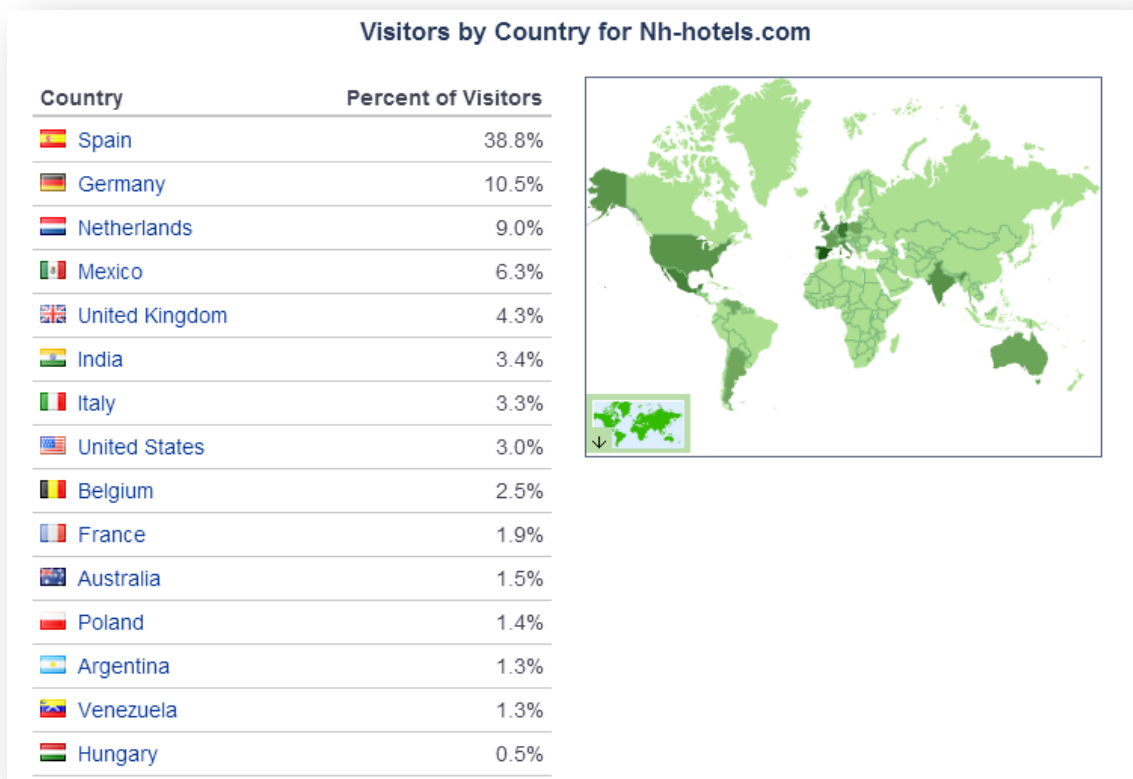 Visitors by Country for Nh-hotels.com
Country Percent of Visitors
Spain 38.8%
Germany 10.5%
Netherlands 9.0%
Mexico 6.3%
United Kingdom 4.3%
India 3.4%
Italy 3.3%
United States 3.0%
Belgium 2.5%
France 1.9%
Australia 1.5%
Poland 1.4%
Argentina 1.3%
Venezuela 1.3%
Hungary 0.5%